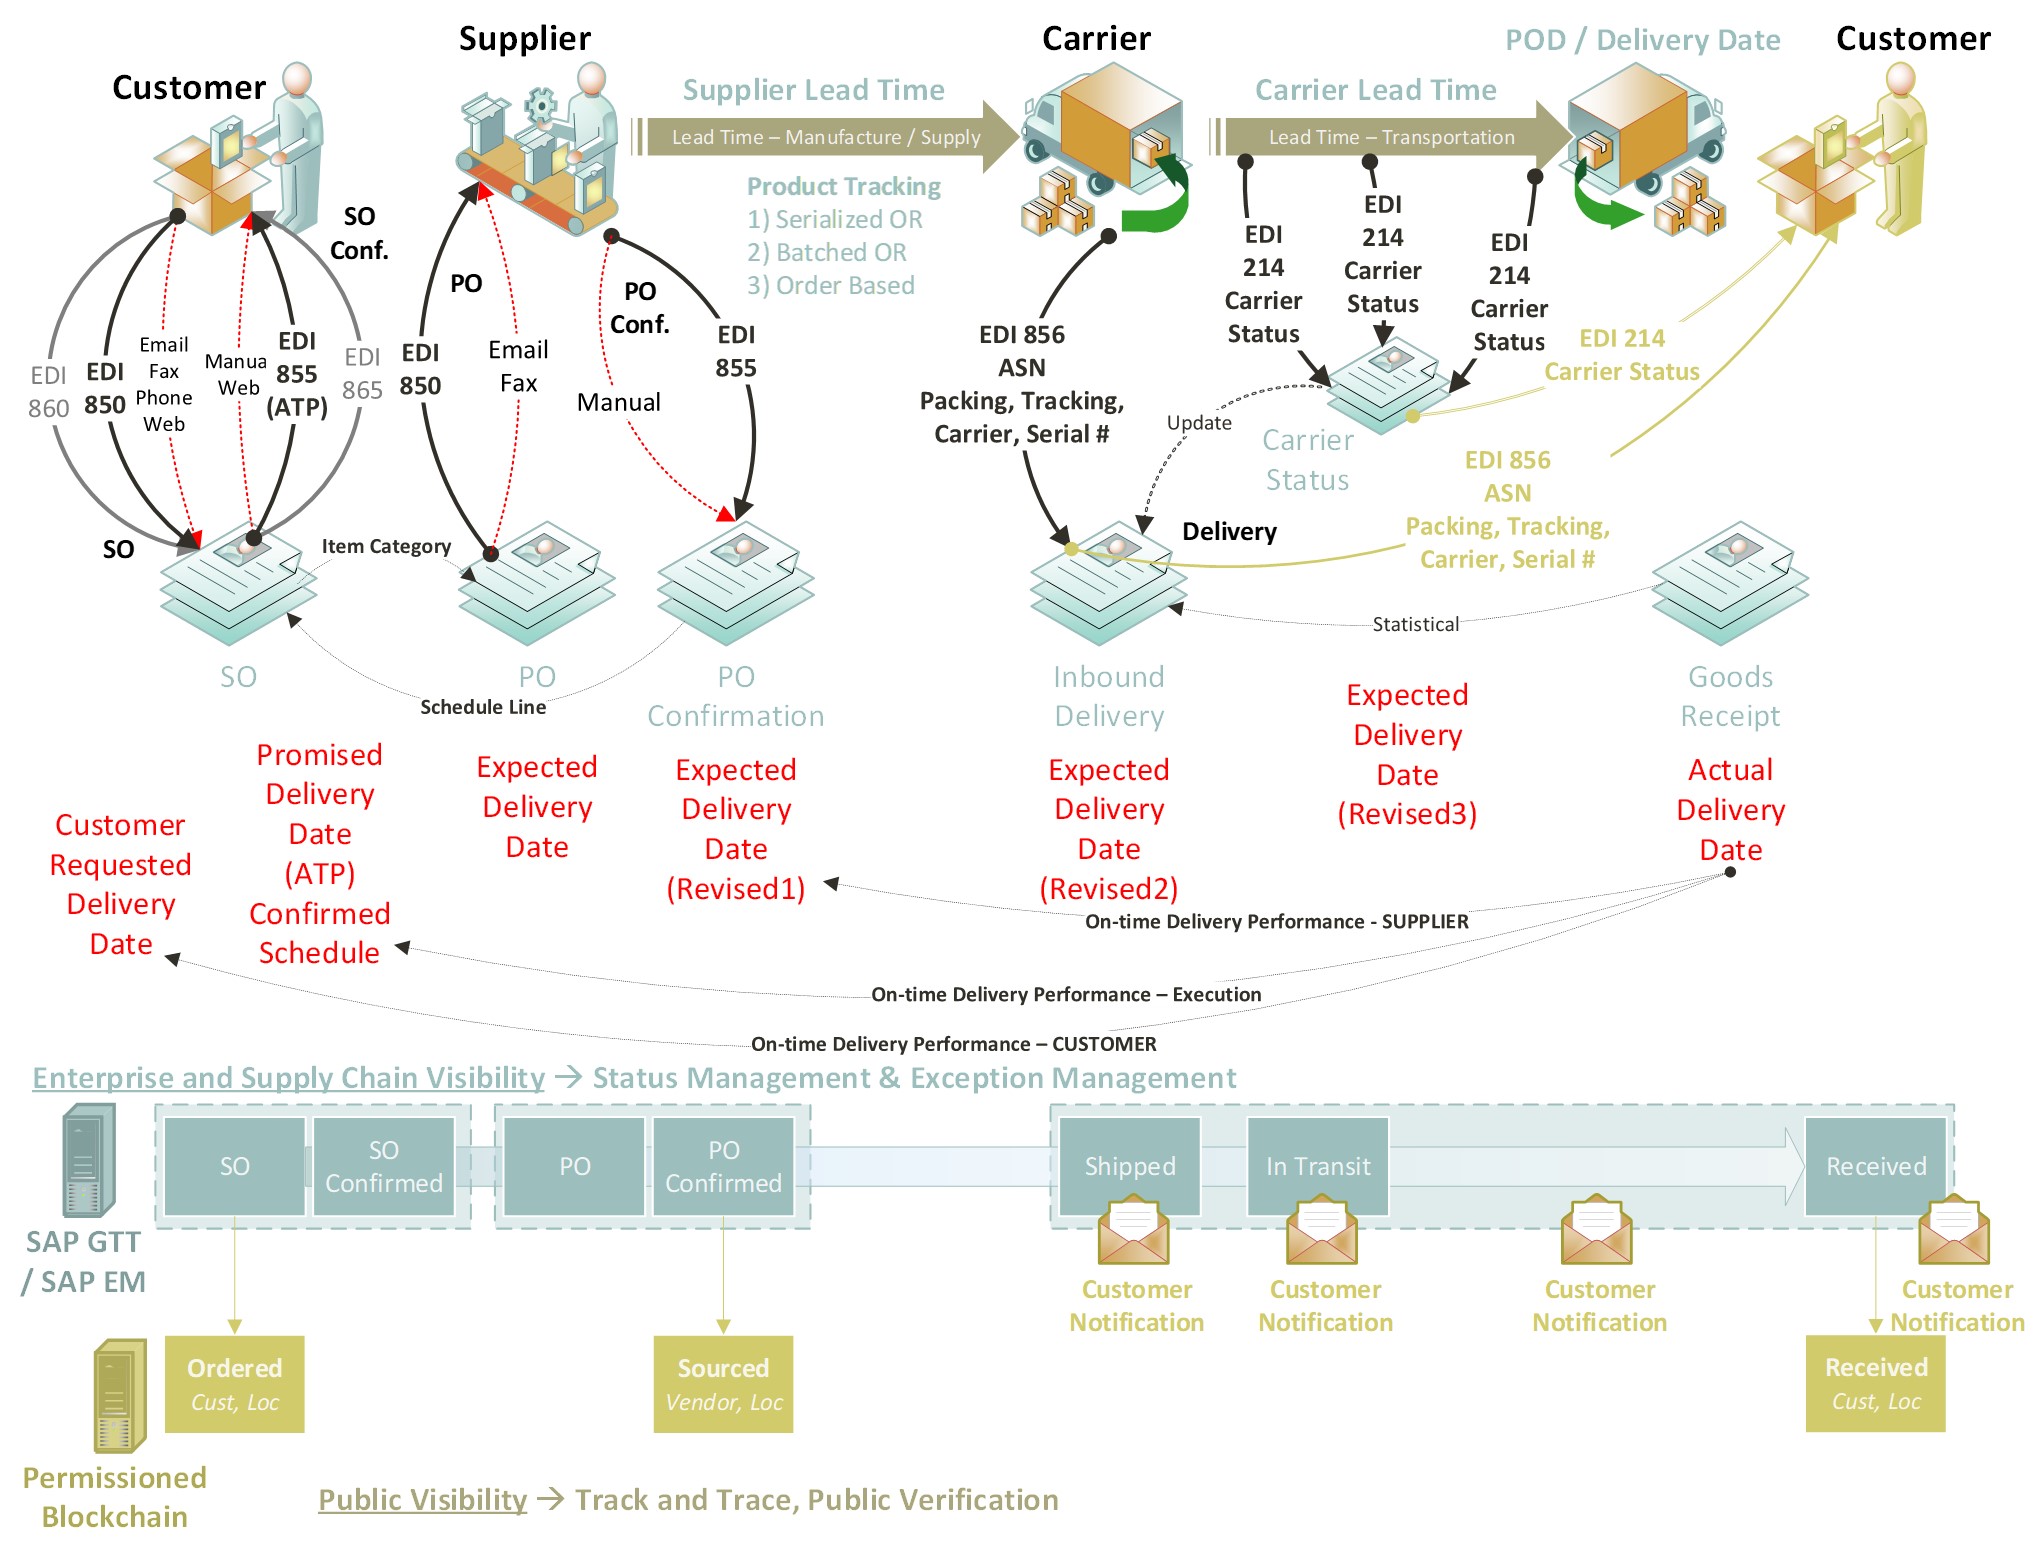 Customer
Supplier
Carrier
POD / Delivery Date
Customer
Supplier Lead Time
Lead Time – Manufacture / Supply
Carrier Lead Time
Lead Time – Transportation
Product Tracking
1) Serialized OR
2) Batched OR
3) Order Based
SO
Conf.
EDI
860
EDI
850
Email
Fax
Phone
Web
Manua
Web
EDI
855
(ATP)
EDI
865
SO
PO
EDI
850
Email
Fax
PO
Conf.
Manual
EDI
855
EDI 856
ASN
Packing, Tracking,
Carrier, Serial #
EDI
214
Carrier
Status
EDI
214
Carrier
Status
EDI
214
Carrier
Status
EDI 214
Carrier Status
Update
Carrier
Status
EDI 856
ASN
Packing, Tracking,
Carrier, Serial #
Delivery
Item Category
Statistical
Schedule Line
SO
PO
PO
Confirmation
Inbound
Delivery
Goods
Receipt
Customer
Requested
Delivery
Date
Promised
Delivery
Date
(ATP)
Confirmed
Schedule
Expected
Delivery
Date
Expected
Delivery
Date
(Revised1)
Expected
Delivery
Date
(Revised2)
Expected
Delivery
Date
(Revised3)
Actual
Delivery
Date
On-time Delivery Performance - SUPPLIER
On-time Delivery Performance – Execution
On-time Delivery Performance – CUSTOMER
Enterprise and Supply Chain Visibility → Status Management & Exception Management
SAP GTT
/ SAP EM
SO
SO
Confirmed
PO
PO
Confirmed
Shipped
In Transit
Received
Customer
Notification
Customer
Notification
Customer
Notification
Customer
Notification
Permissioned
Blockchain
Ordered
Cust, Loc
Sourced
Vendor, Loc
Received
Cust, Loc
Public Visibility → Track and Trace, Public Verification